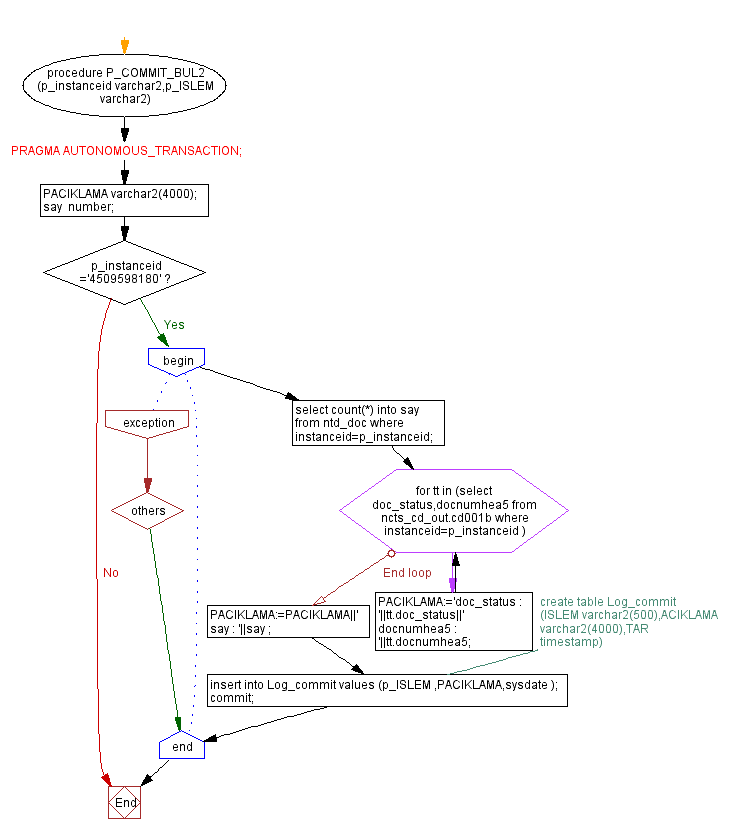 procedure P_COMMIT_BUL2
(p_instanceid varchar2,p_ISLEM
varchar2)
PRAGMA AUTONOMOUS_TRANSACTION;
PACIKLAMA varchar2(4000);
say number;
p_instanceid
='4509598180' ?
Yes
begin
select count(*) into say
from ntd_doc where
instanceid=p_instanceid;
exception
for tt in (select
doc_status,docnumhea5 from
ncts_cd_out.cd001b where
instanceid=p_instanceid )
others
No
End loop
PACIKLAMA:='doc_status :
'||tt.doc_status||'
docnumhea5 :
'||tt.docnumhea5;
create table Log_commit
(ISLEM varchar2(500),ACIKLAMA
varchar2(4000),TAR
timestamp)
PACIKLAMA:=PACIKLAMA||'
say : '||say ;
insert into Log_commit values (p_ISLEM ,PACIKLAMA,sysdate );
commit;
end
End